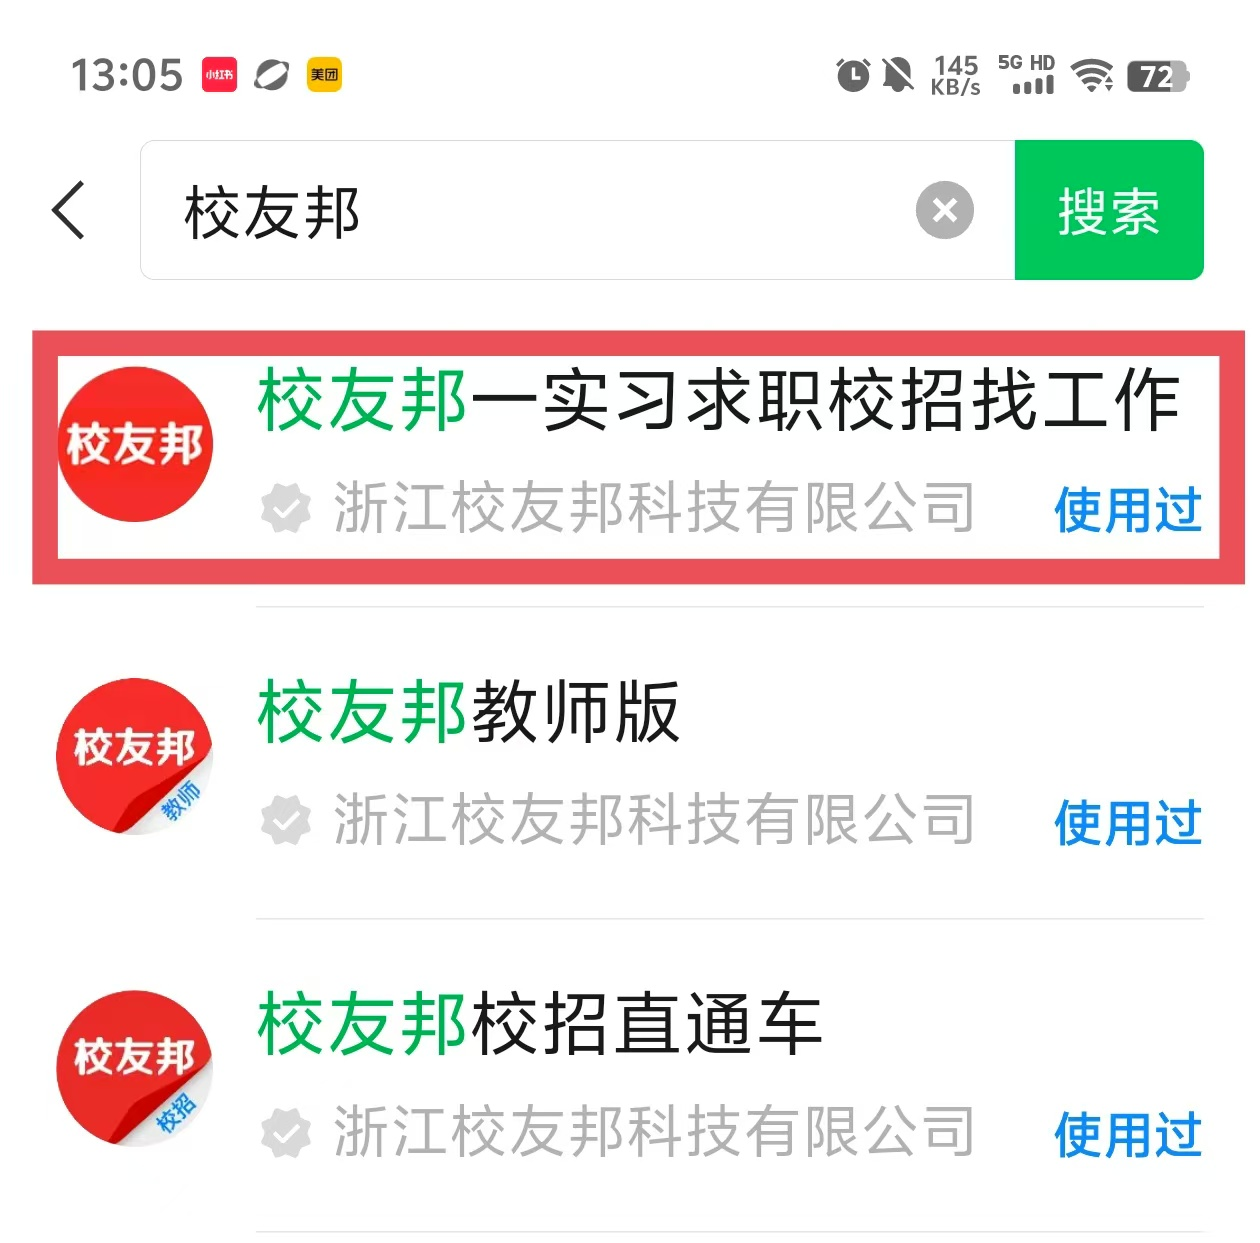 13:05 小红书 美团 145 KB/s 5G HD 72
校友邦 搜索
校友邦一实习求职校招找工作
校友邦
浙江校友邦科技有限公司 使用过
校友邦教师版
校友邦
教师
浙江校友邦科技有限公司 使用过
校友邦校招直通车
校友邦
校招
浙江校友邦科技有限公司 使用过